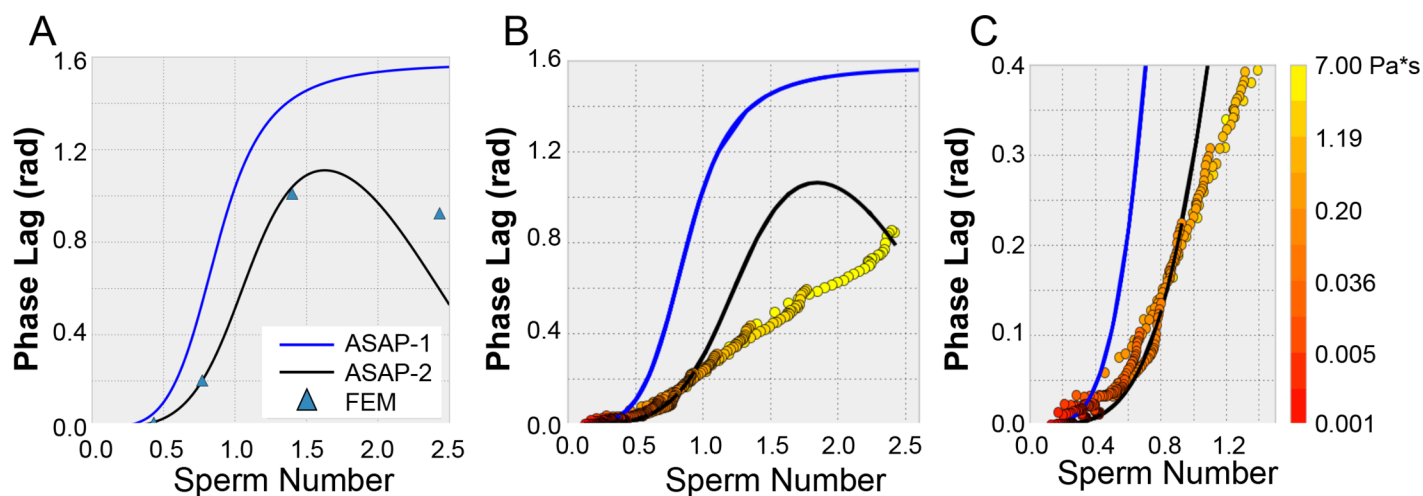 A
1.6
1.2
0.8
0.4
0.0
0.0 0.5 1.0 1.5 2.0 2.5
Phase Lag (rad)
Sperm Number
ASAP-1
ASAP-2
FEM
B
1.6
1.2
0.8
0.4
0.0
0.0 0.5 1.0 1.5 2.0 2.5
Phase Lag (rad)
Sperm Number
C
0.4
0.3
0.2
0.1
0.0
0.0 0.4 0.8 1.2
Phase Lag (rad)
Sperm Number
7.00 Pa*s
1.19
0.20
0.036
0.005
0.001